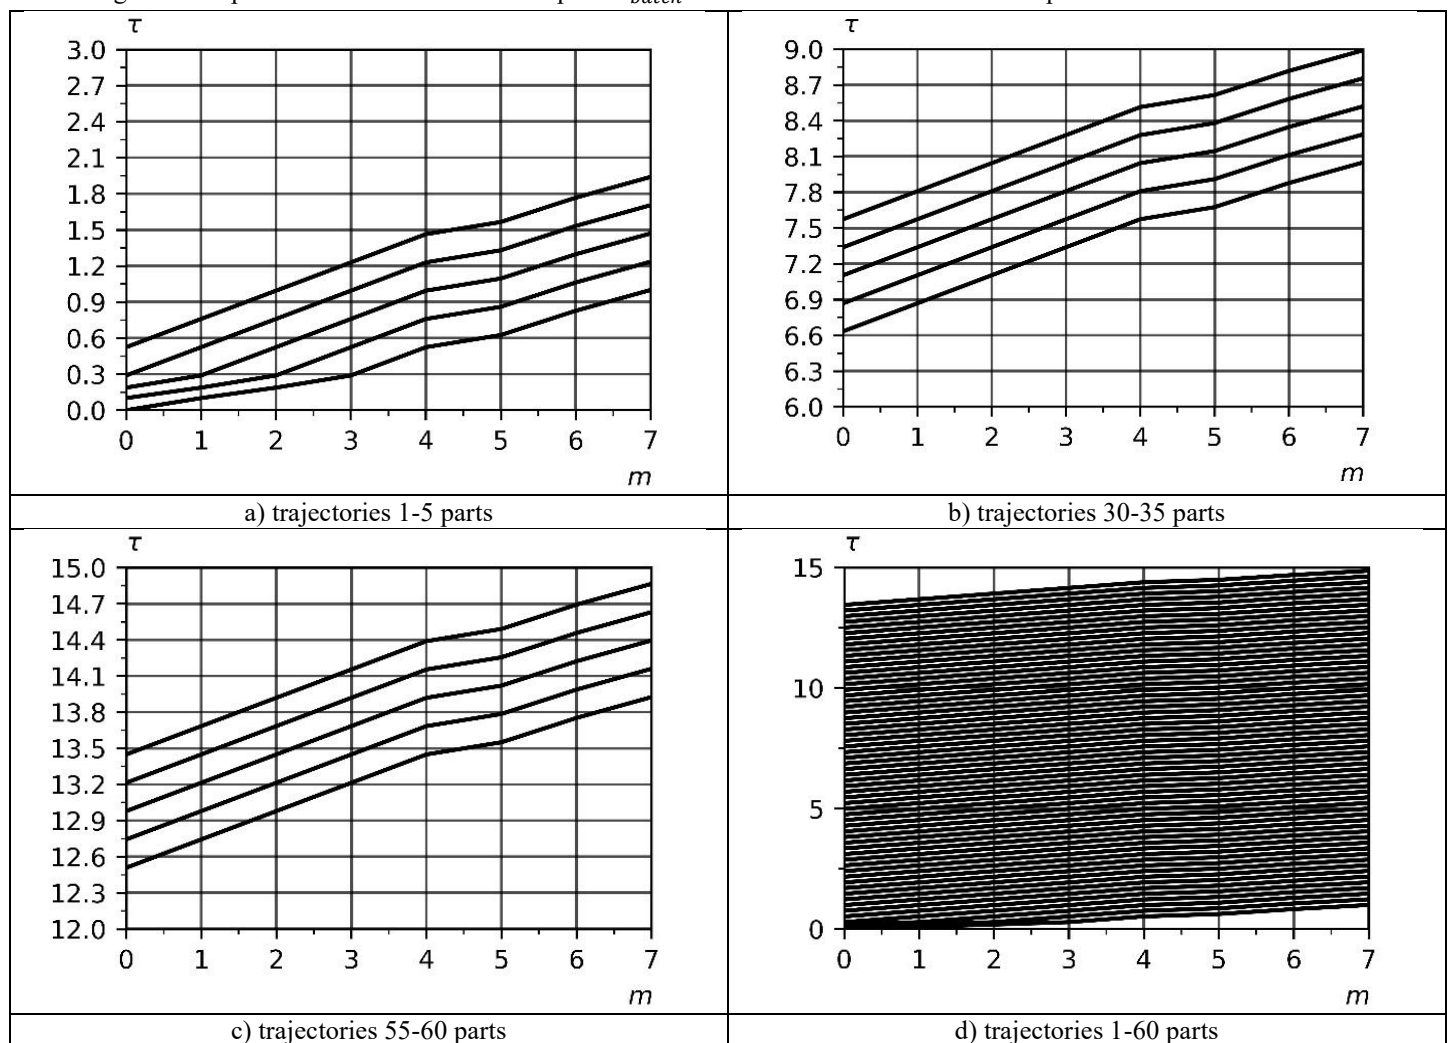 τ
3.0
2.7
2.4
2.1
1.8
1.5
1.2
0.9
0.6
0.3
0.0
0 1 2 3 4 5 6 7
m
a) trajectories 1-5 parts
τ
9.0
8.7
8.4
8.1
7.8
7.5
7.2
6.9
6.6
6.3
6.0
0 1 2 3 4 5 6 7
m
b) trajectories 30-35 parts
τ
15.0
14.7
14.4
14.1
13.8
13.5
13.2
12.9
12.6
12.3
12.0
0 1 2 3 4 5 6 7
m
c) trajectories 55-60 parts
τ
15
10
5
0
0 1 2 3 4 5 6 7
m
d) trajectories 1-60 parts